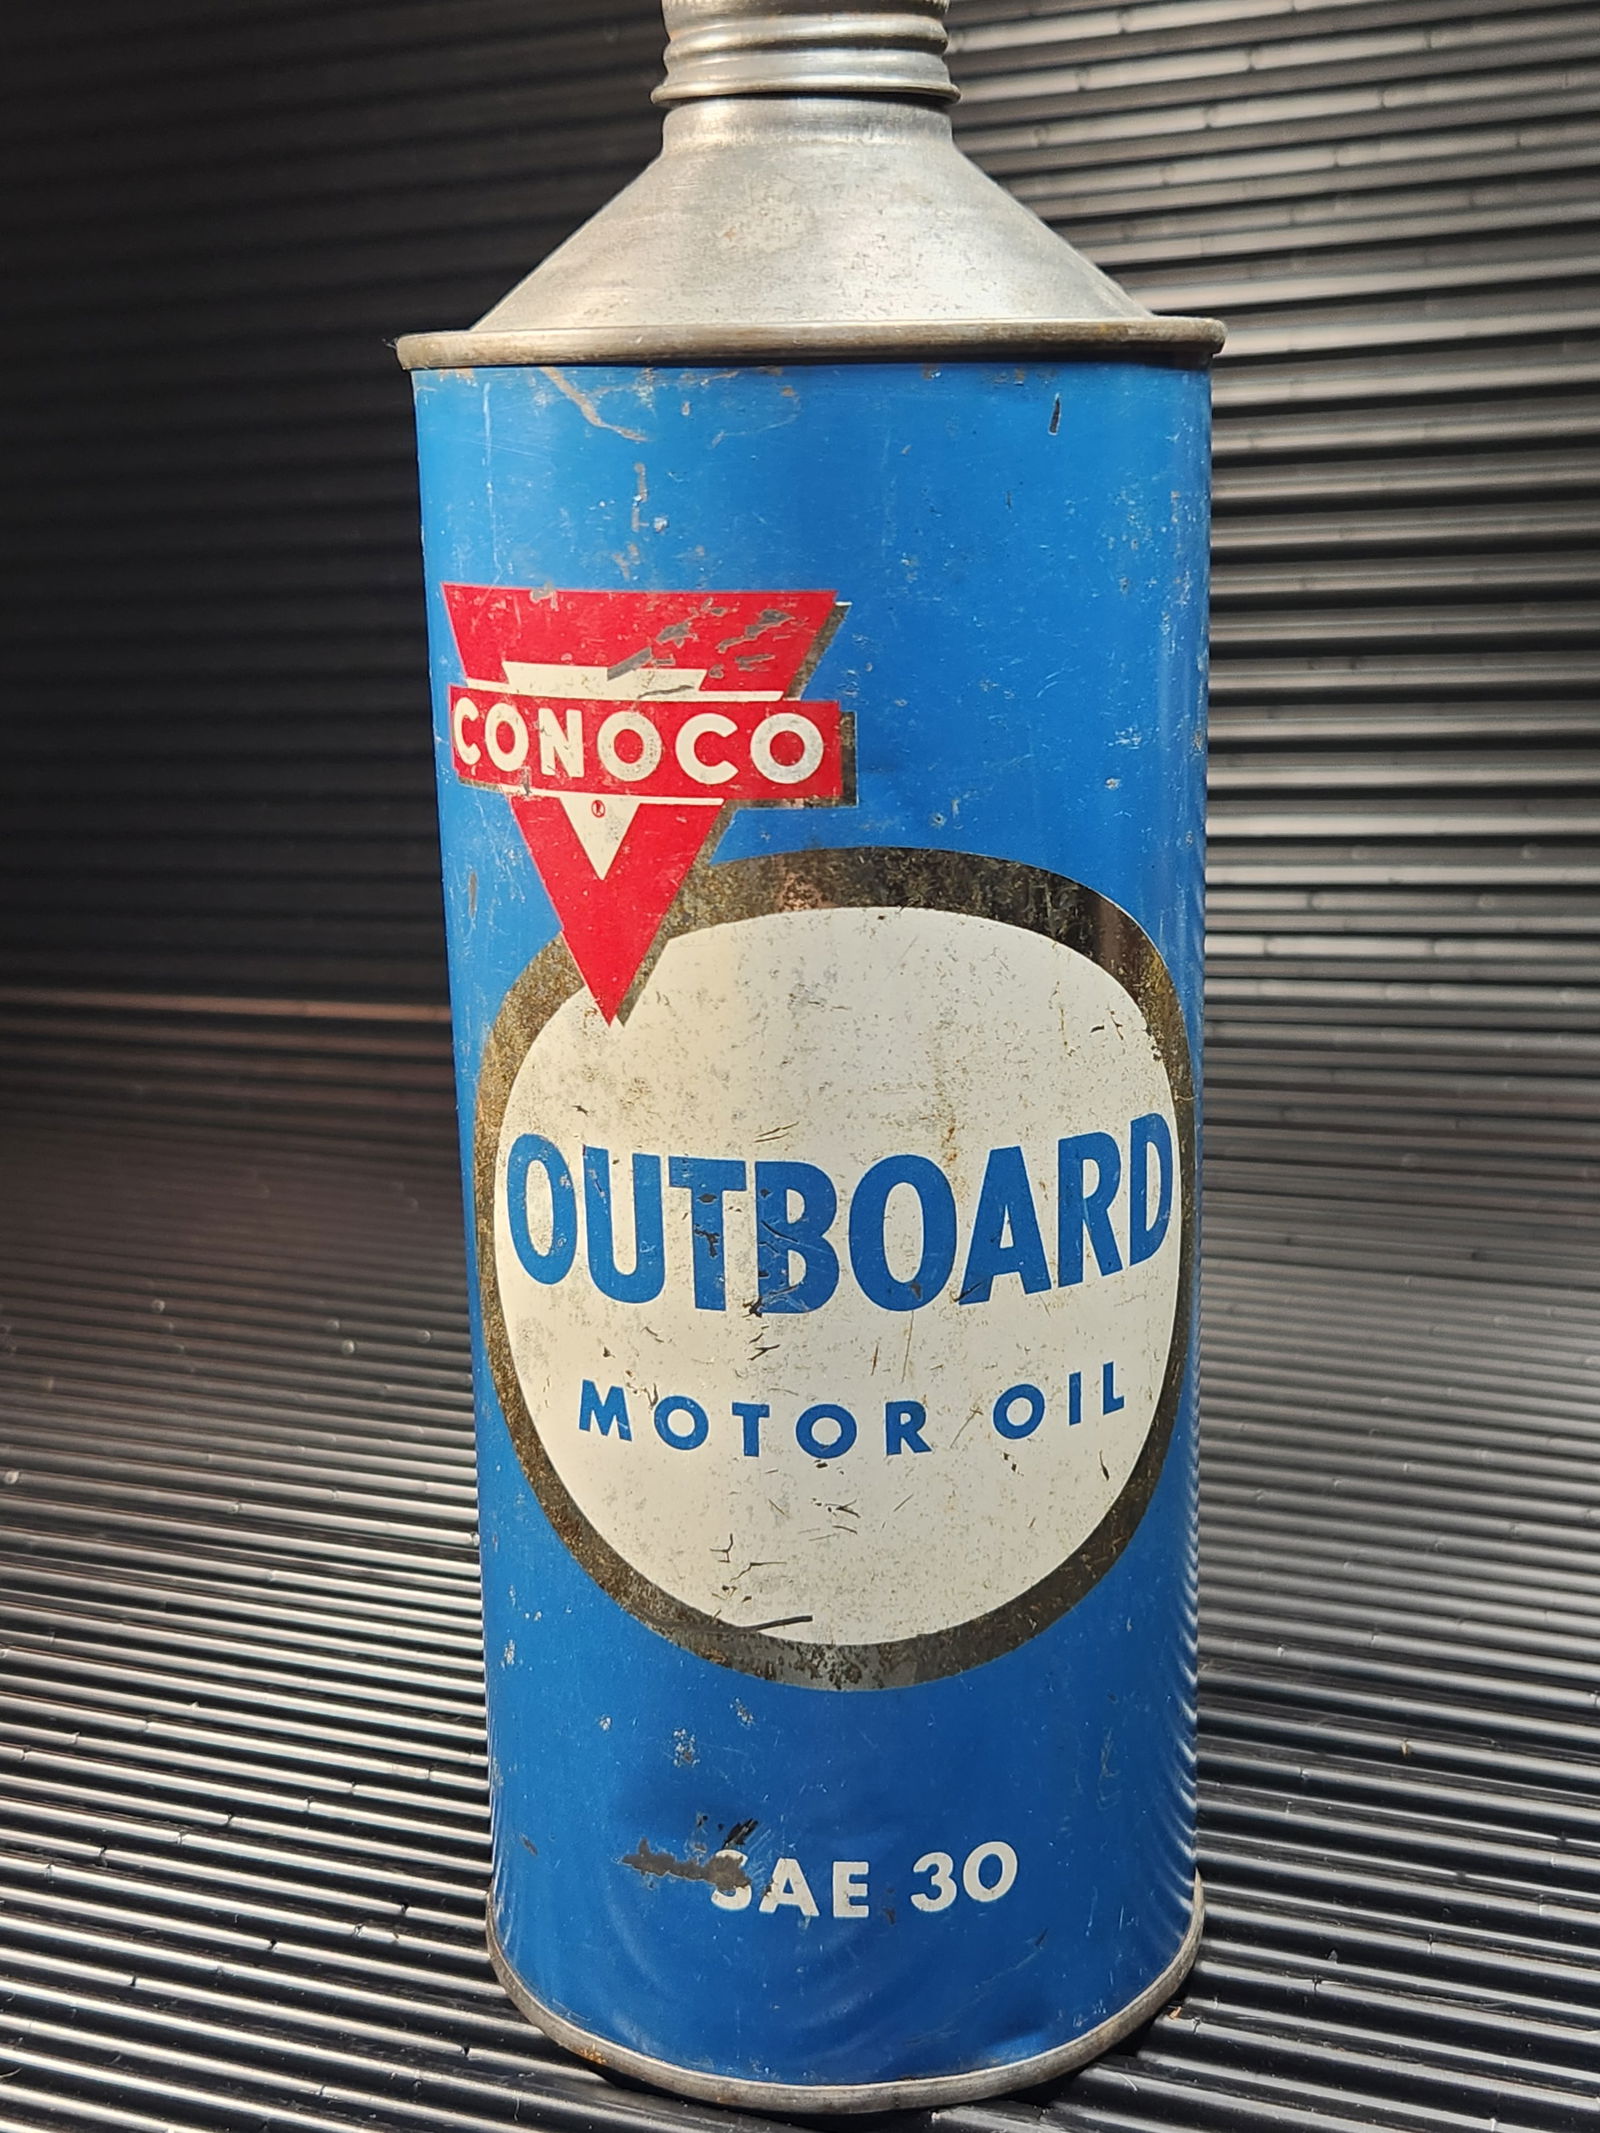 CONOCO
OUTBOARD
MOTOR OIL
SAE 30